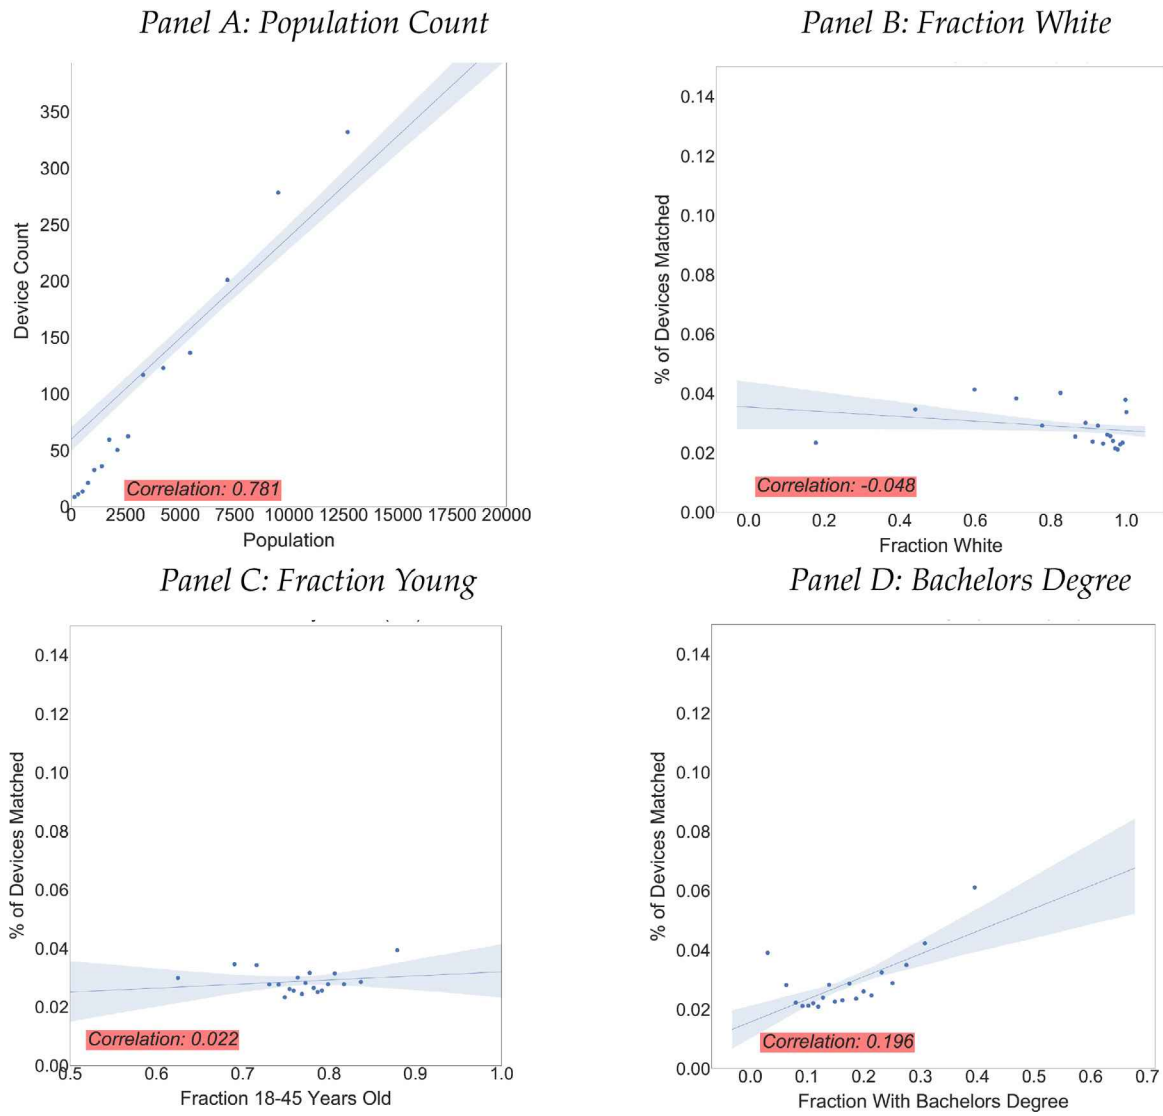 Panel A: Population Count
Panel B: Fraction White
350
300
250
200
150
100
50
0
Device Count
Correlation: 0.781
0 2500 5000 7500 10000 12500 15000 17500 20000
Population
0.14
0.12
0.10
0.08
0.06
0.04
0.02
0.00
% of Devices Matched
Correlation: -0.048
0.0 0.2 0.4 0.6 0.8 1.0
Fraction White
Panel C: Fraction Young
Panel D: Bachelors Degree
0.14
0.12
0.10
0.08
0.06
0.04
0.02
0.00
% of Devices Matched
Correlation: 0.022
0.5 0.6 0.7 0.8 0.9 1.0
Fraction 18-45 Years Old
0.14
0.12
0.10
0.08
0.06
0.04
0.02
0.00
% of Devices Matched
Correlation: 0.196
0.0 0.1 0.2 0.3 0.4 0.5 0.6 0.7
Fraction With Bachelors Degree